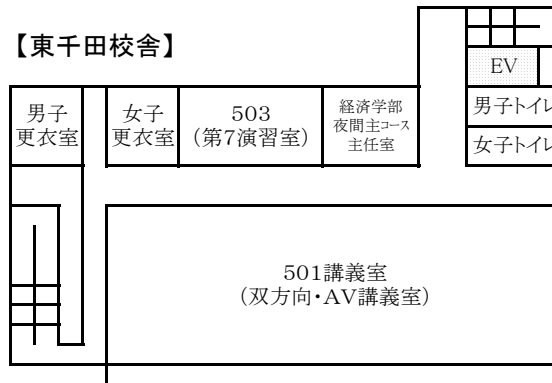 【東千田校舎】
EV
男子
更衣室
女子
更衣室
503
（第7演習室）
経済学部
夜間主コース
主任室
男子トイレ
女子トイレ
501講義室
（双方向・AV講義室）